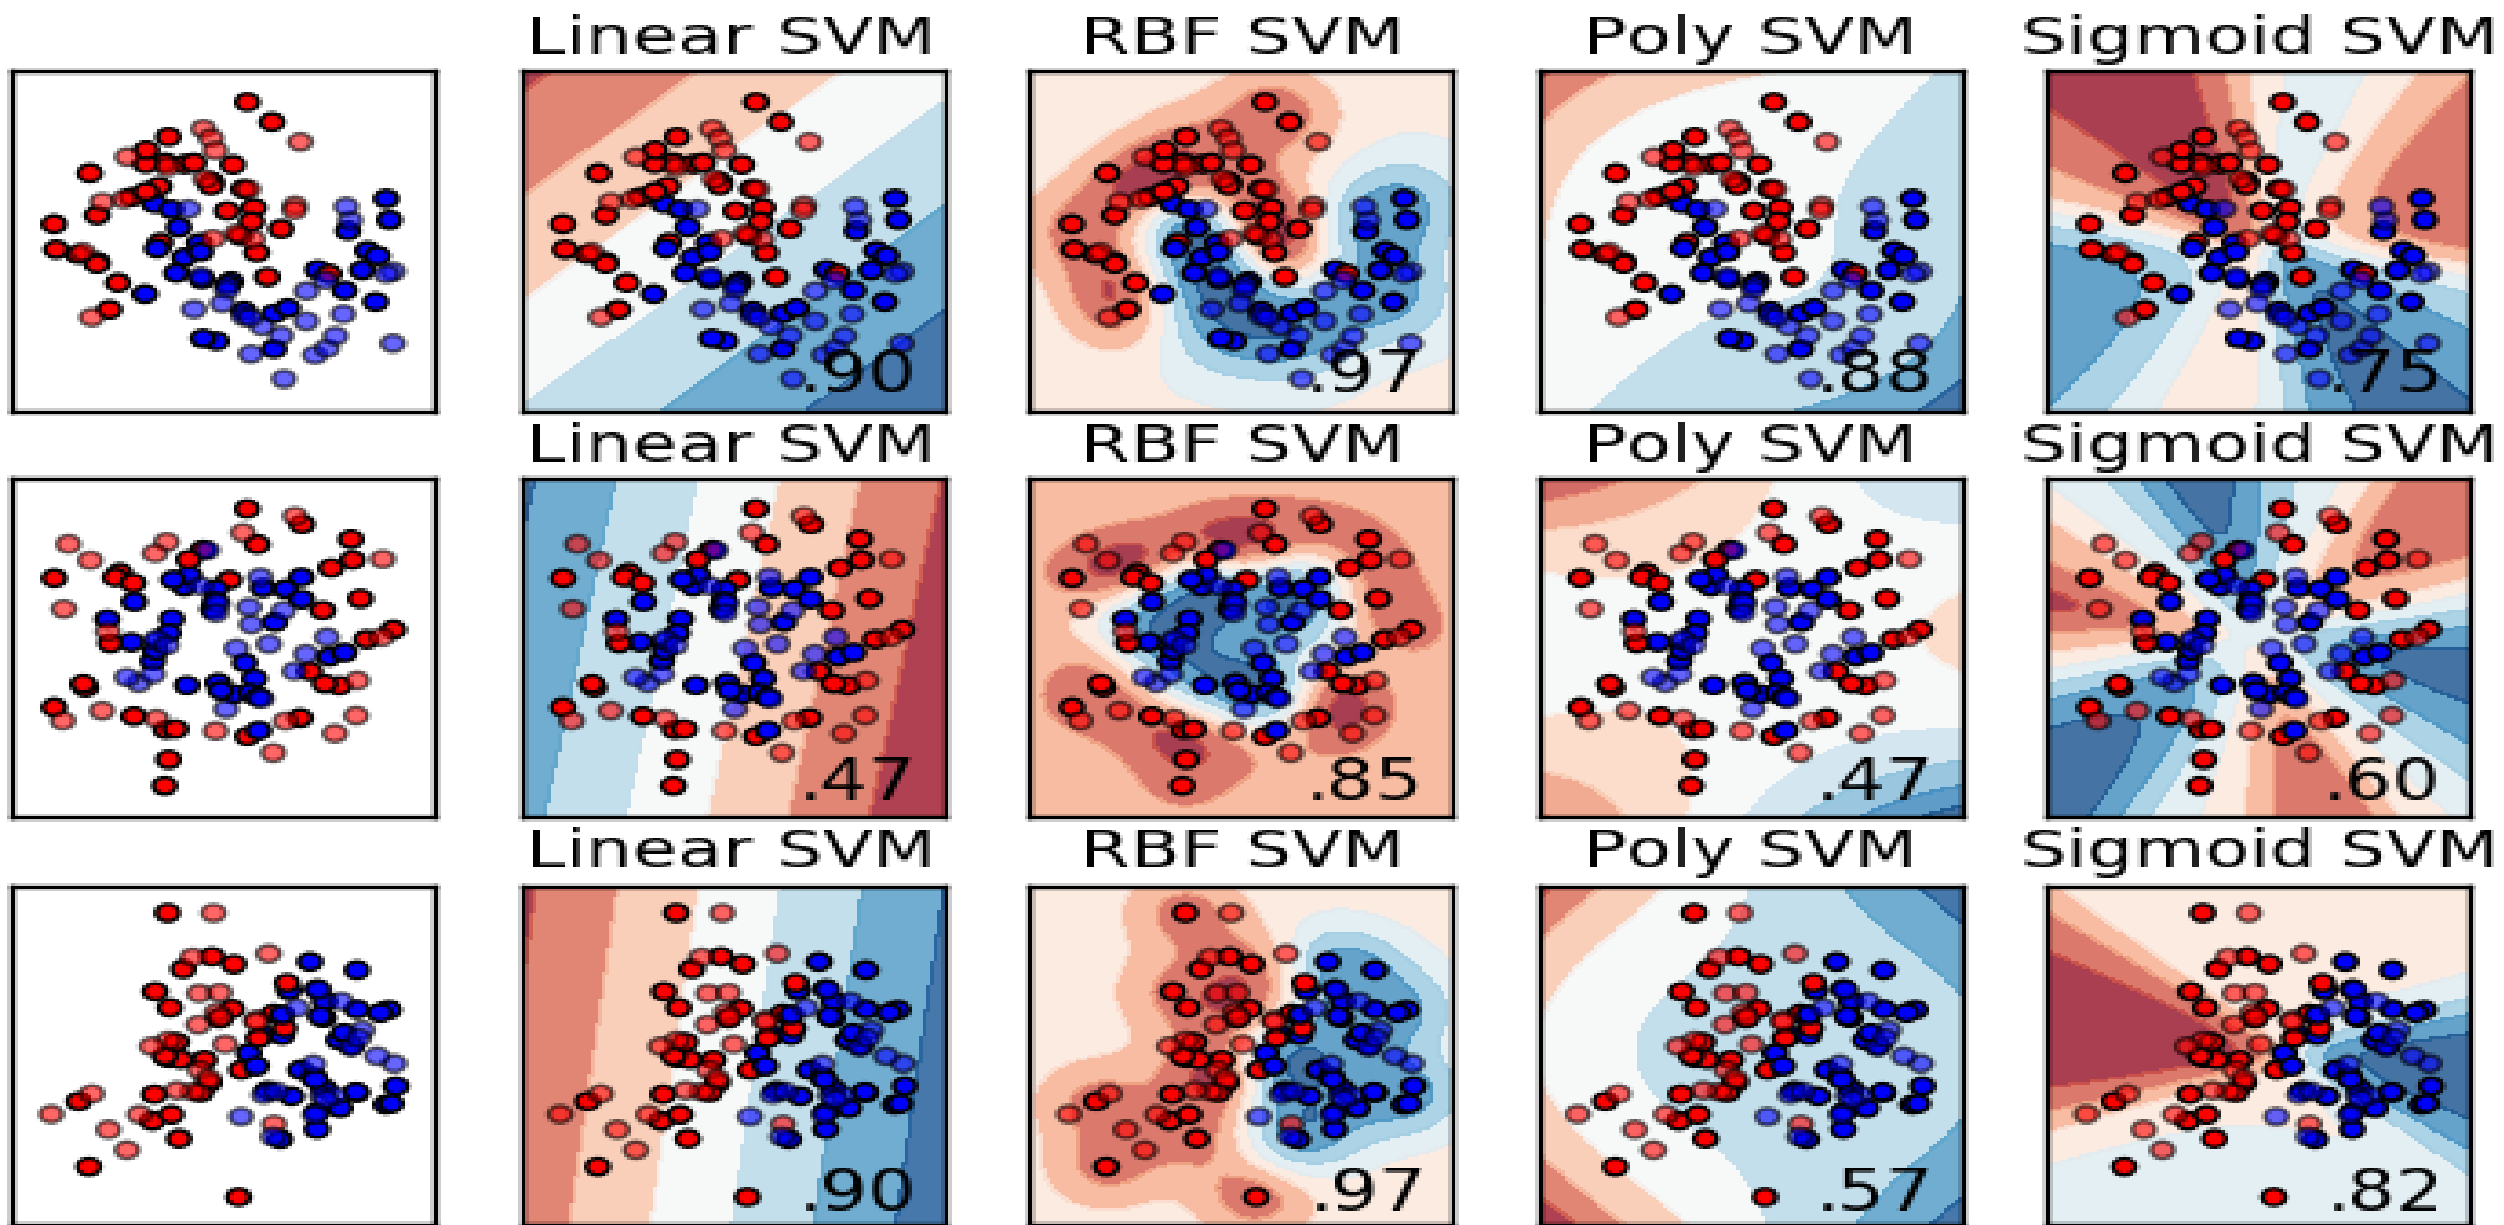 Linear SVM RBF SVM Poly SVM Sigmoid SVM
.90 .97 .88 .75
Linear SVM RBF SVM Poly SVM Sigmoid SVM
.47 .85 .47 .60
Linear SVM RBF SVM Poly SVM Sigmoid SVM
.90 .97 .57 .82